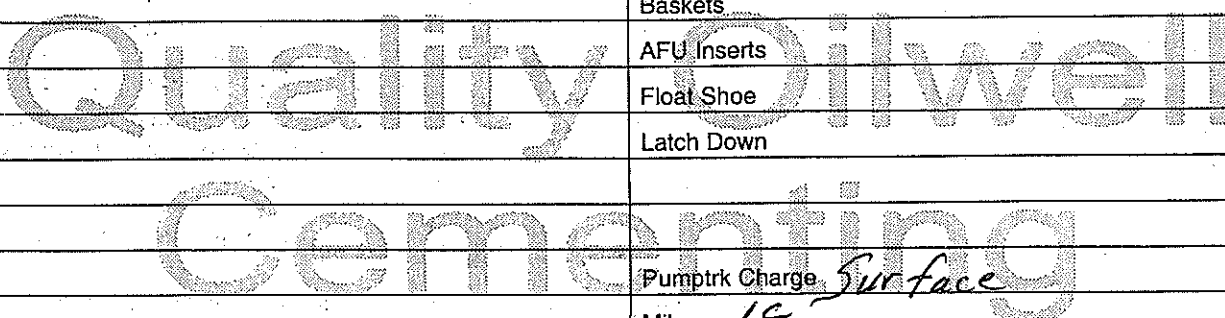 Baskets
Quality Oilwell
AFU Inserts
Float Shoe
Latch Down
Cementing
Pumptrk Charge Surface